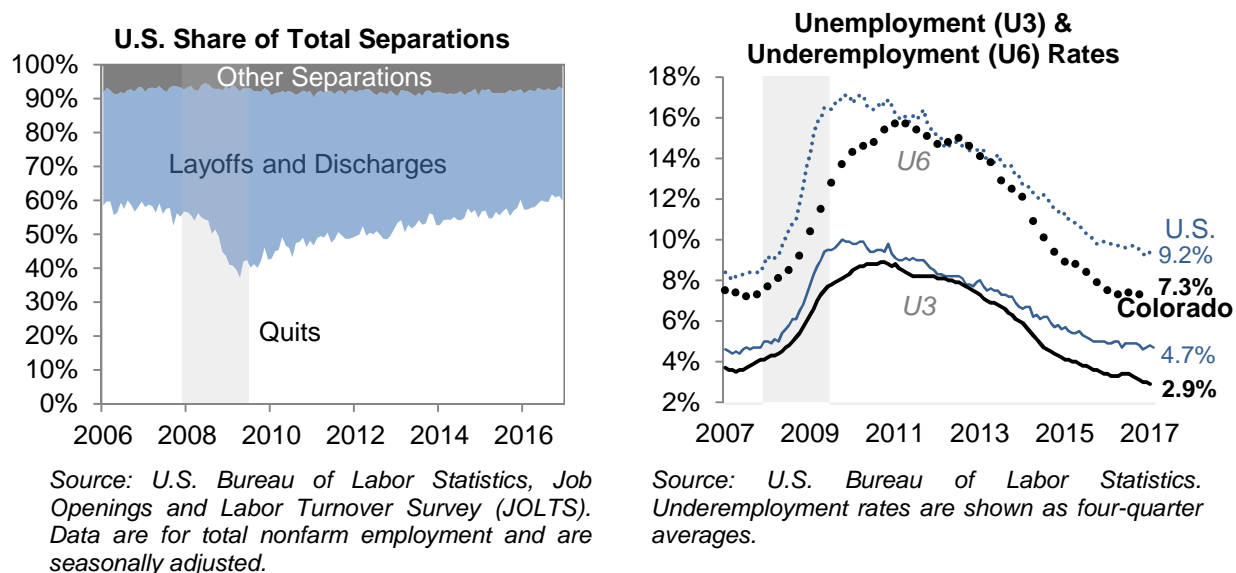 U.S. Share of Total Separations
100%
90%
80%
70%
60%
50%
40%
30%
20%
10%
0%
Other Separations
Layoffs and Discharges
Quits
2006 2008 2010 2012 2014 2016
Source: U.S. Bureau of Labor Statistics, Job
Openings and Labor Turnover Survey (JOLTS).
Data are for total nonfarm employment and are
seasonally adjusted.
Unemployment (U3) &
Underemployment (U6) Rates
18%
16%
14%
12%
10%
8%
6%
4%
2%
U6
U.S.
9.2%
7.3%
Colorado
U3
4.7%
2.9%
2007 2009 2011 2013 2015 2017
Source: U.S. Bureau of Labor Statistics.
Underemployment rates are shown as four-quarter
averages.